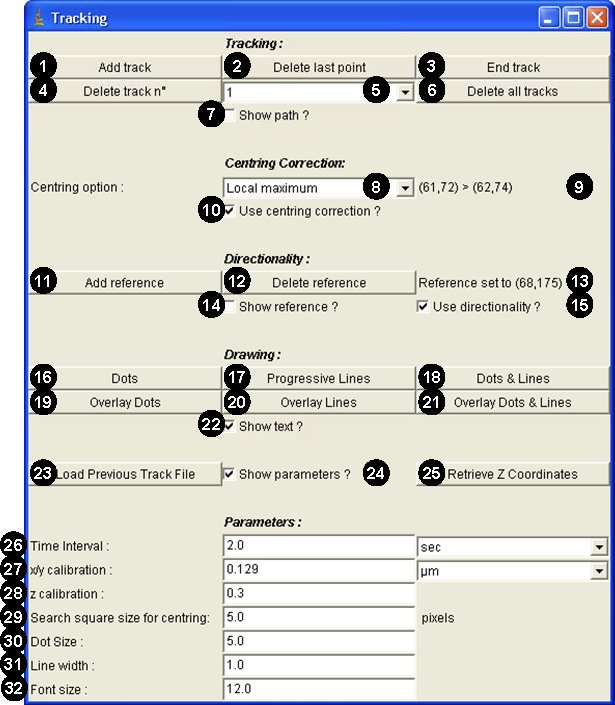 Tracking
Tracking :
1 Add track 2 Delete last point 3 End track
4 Delete track n° 1 5 6 Delete all tracks
7 Show path ?
Centring Correction:
Centring option : Local maximum 8 (61,72) > (62,74) 9
10 Use centring correction ?
Directionality :
11 Add reference 12 Delete reference Reference set to (68,175) 13
14 Show reference ? Use directionality ? 15
Drawing :
16 Dots 17 Progressive Lines 18 Dots & Lines
19 Overlay Dots 20 Overlay Lines 21 Overlay Dots & Lines
22 Show text ?
23 Load Previous Track File Show parameters ? 24 25 Retrieve Z Coordinates
Parameters :
26 Time Interval : 2.0 sec
27 x/y calibration : 0.129 µm
28 z calibration : 0.3
29 Search square size for centring: 5.0 pixels
30 Dot Size : 5.0
31 Line width : 1.0
32 Font size : 12.0